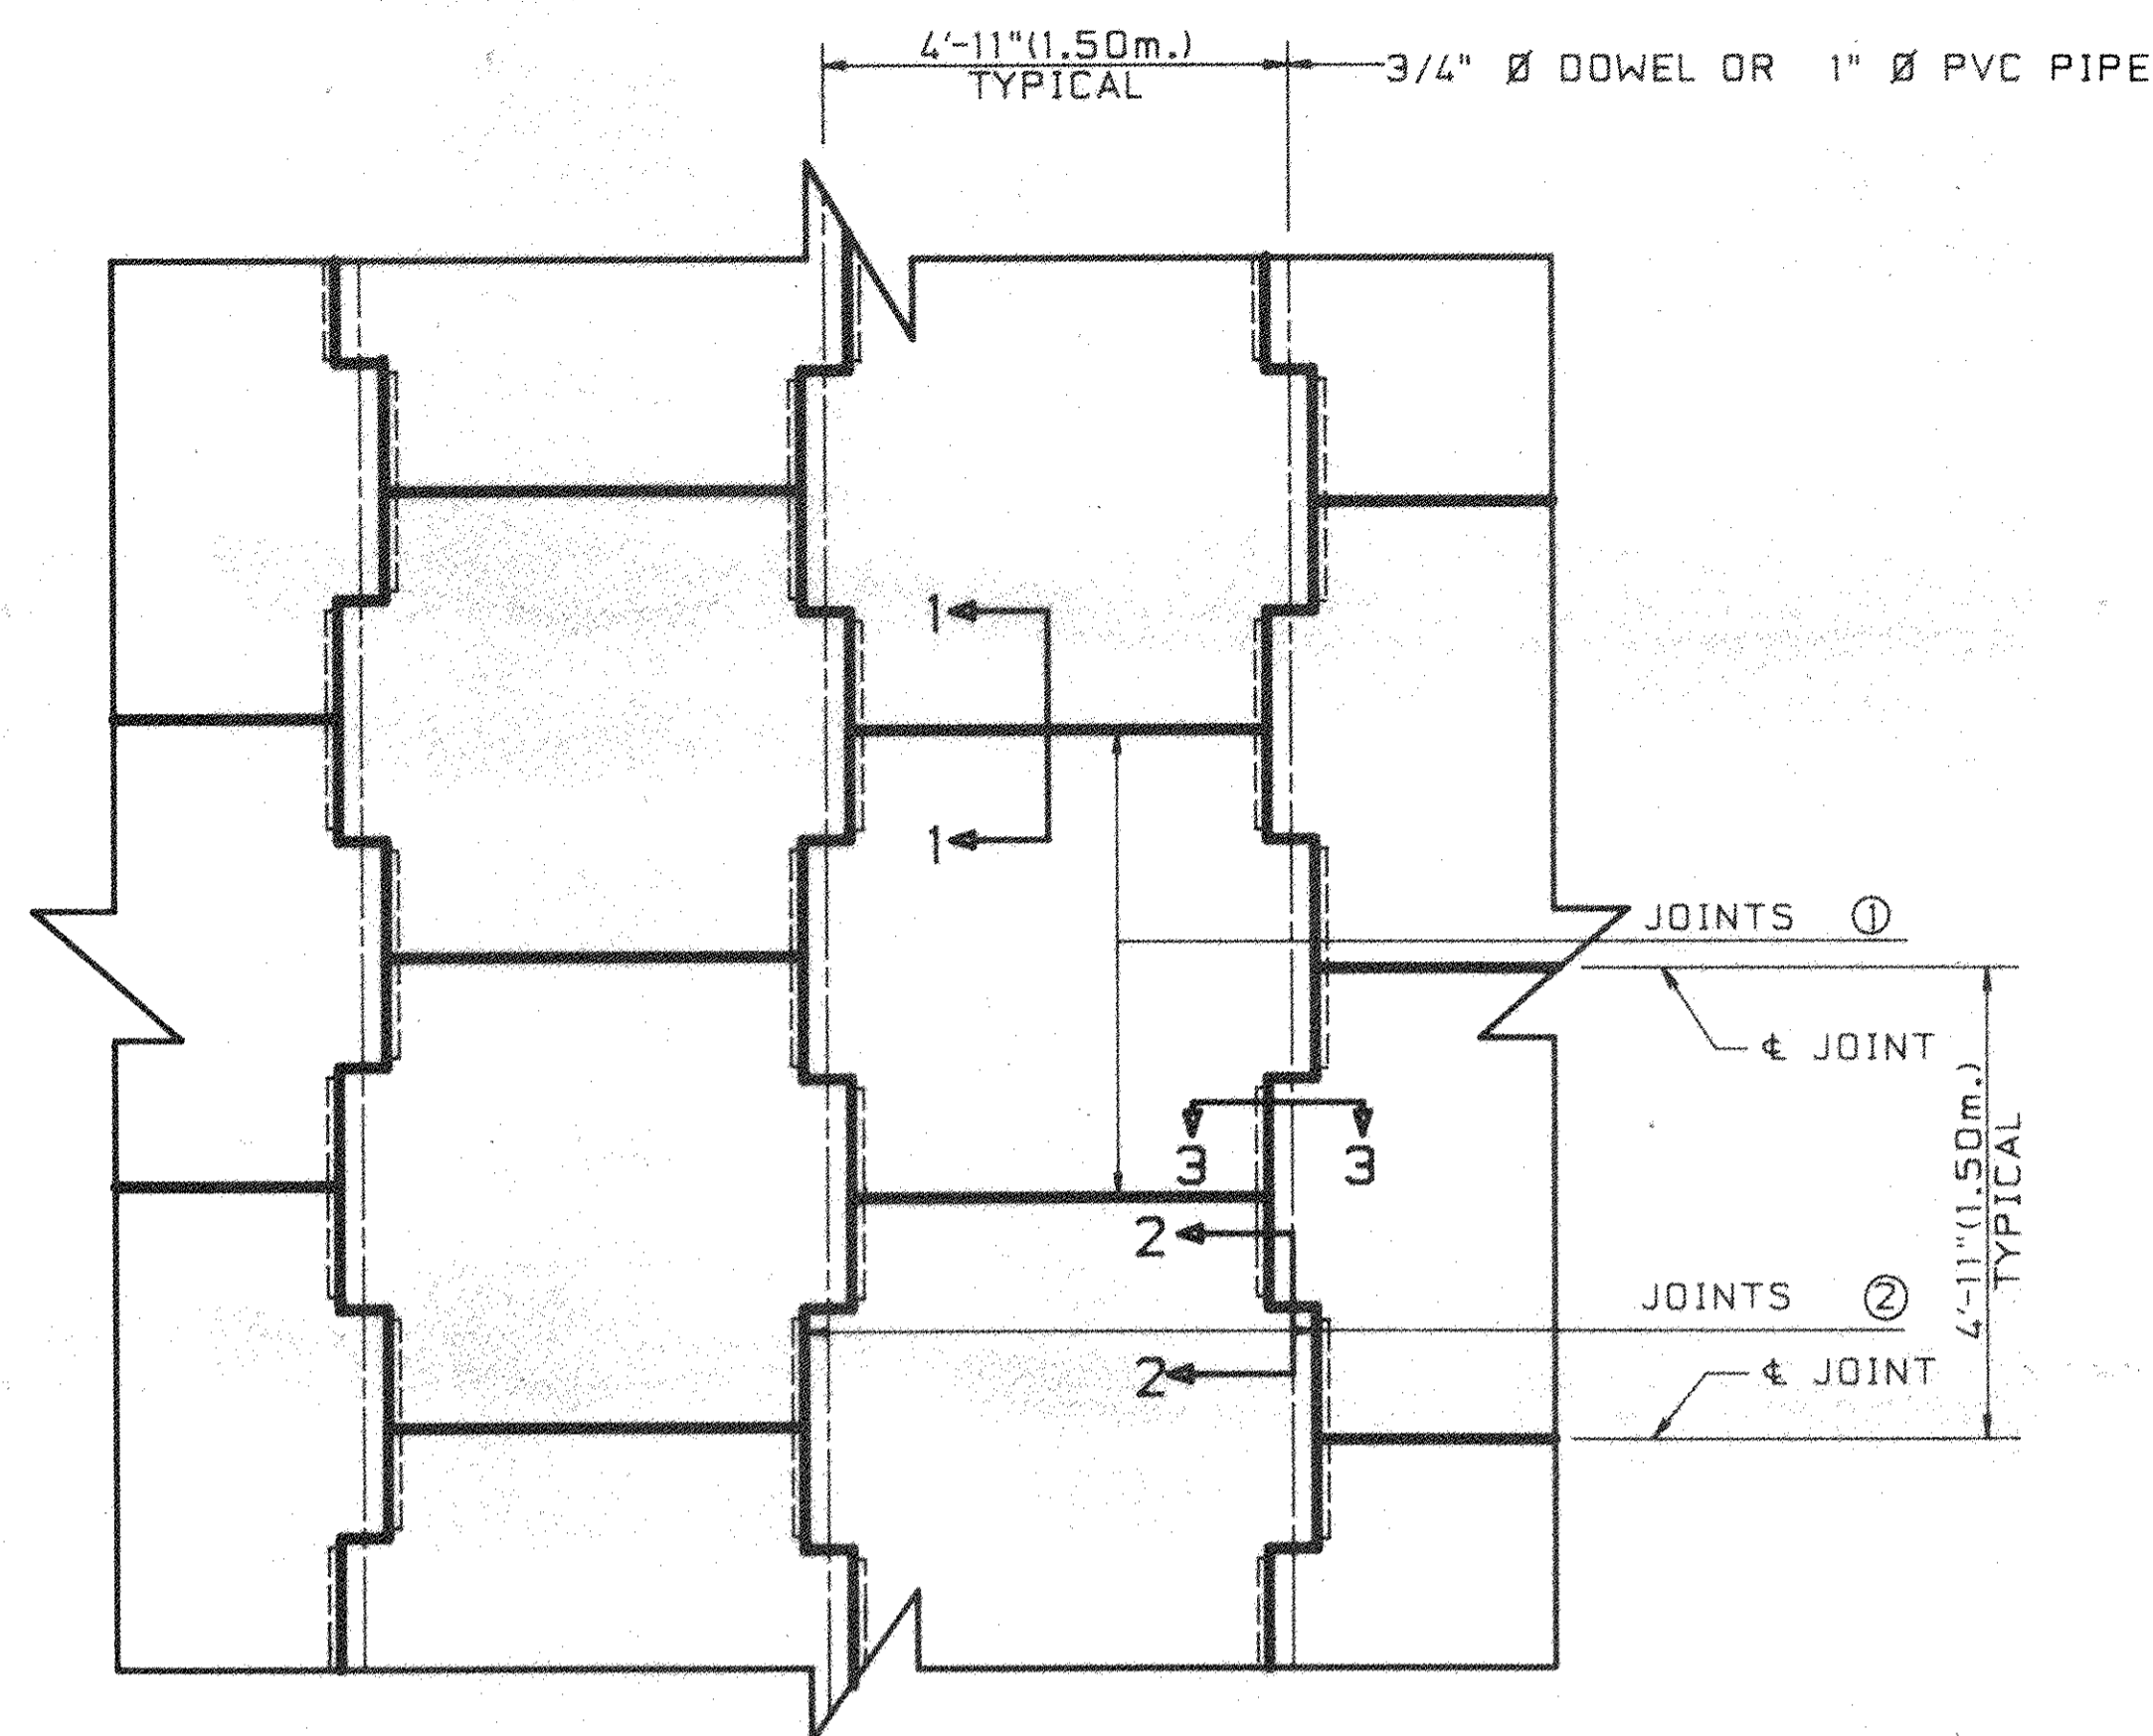 4'-11"(1.50m.)
TYPICAL
3/4" Ø DOWEL OR 1" Ø PVC PIPE
1
1
JOINTS ①
℄ JOINT
3 3
2
4'-11"(1.50m.)
TYPICAL
JOINTS ②
2
℄ JOINT